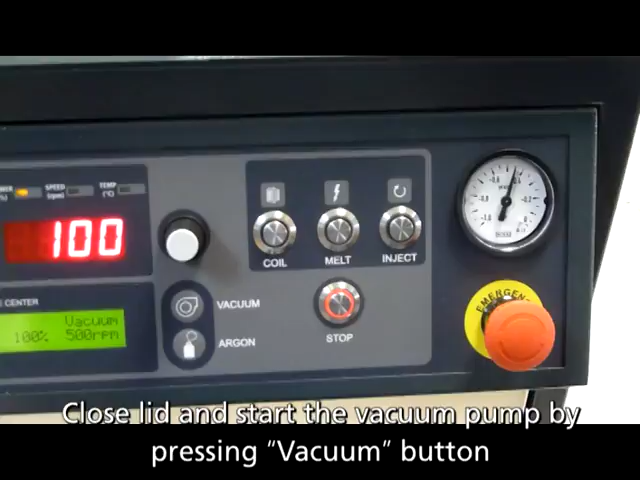 SPEED
(rpm)
TEMP
(°C)
100
COIL
MELT
INJECT
CENTER
Vacuum
100% 500rpm
VACUUM
ARGON
STOP
EMERGEN
Close lid and start the vacuum pump by
pressing “Vacuum” button